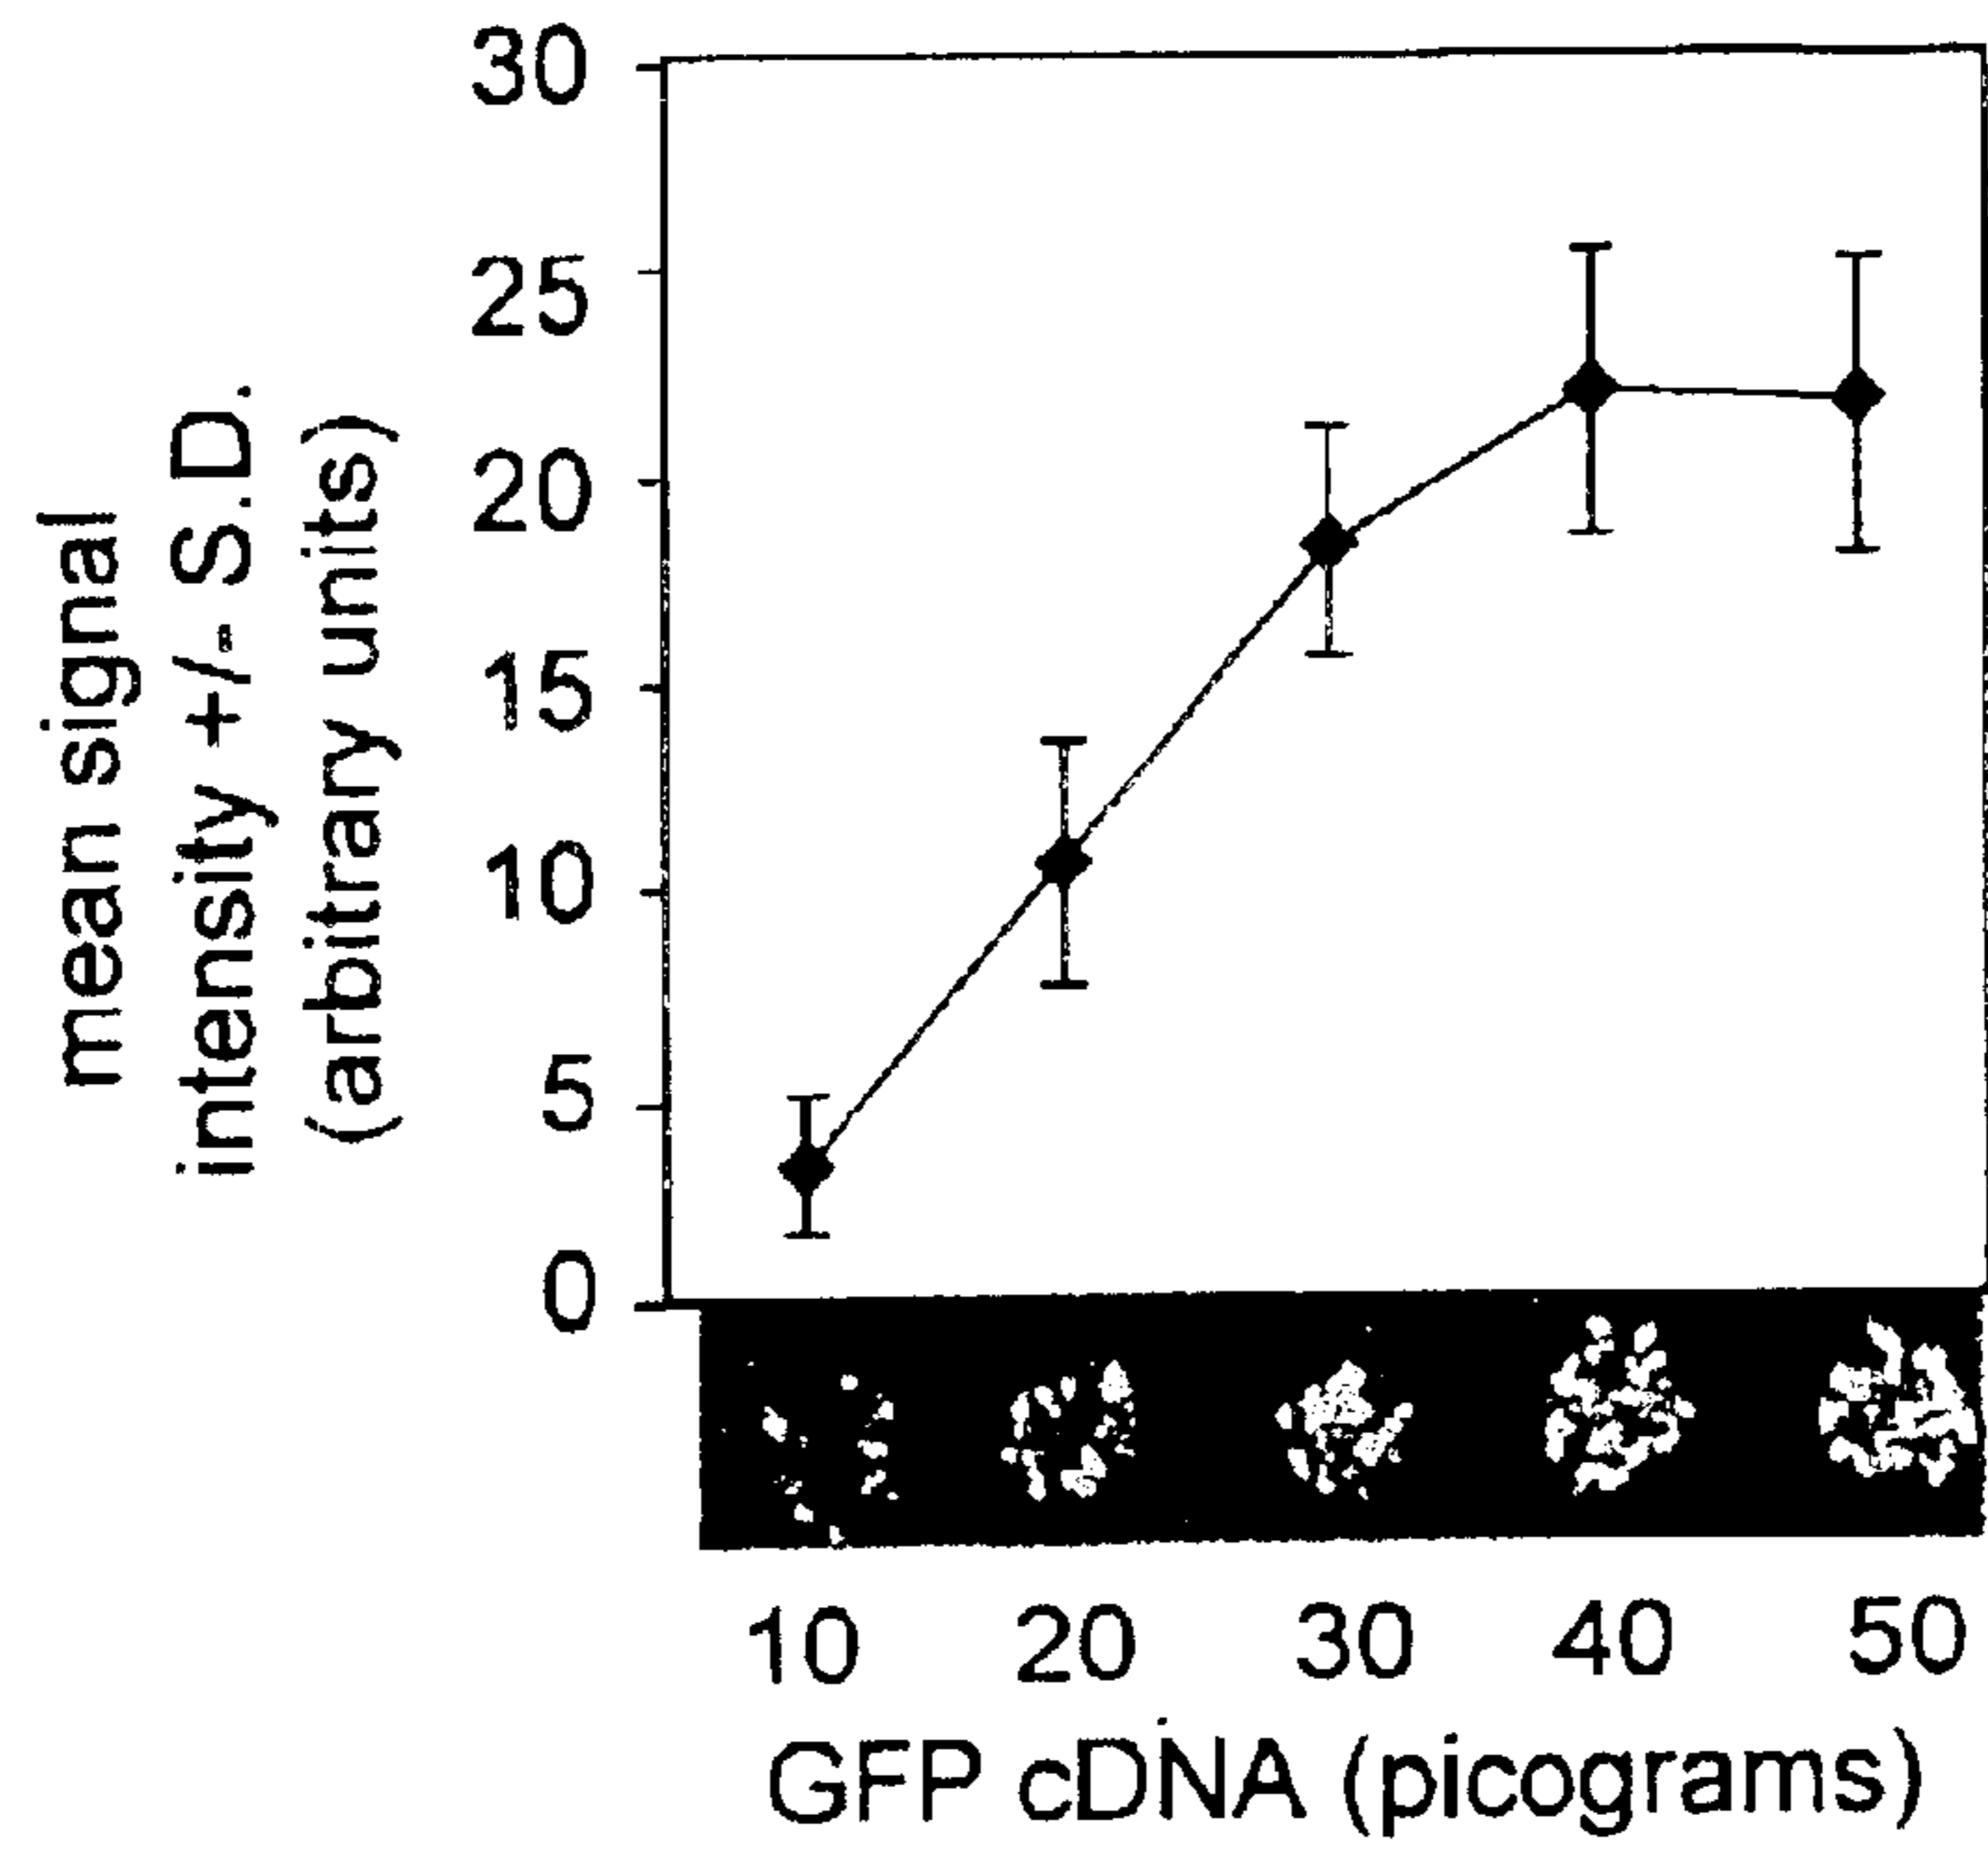 mean signal
intensity +/- S.D.
(arbitrary units)
30
25
20
15
10
5
0
10 20 30 40 50
GFP cDNA (picograms)